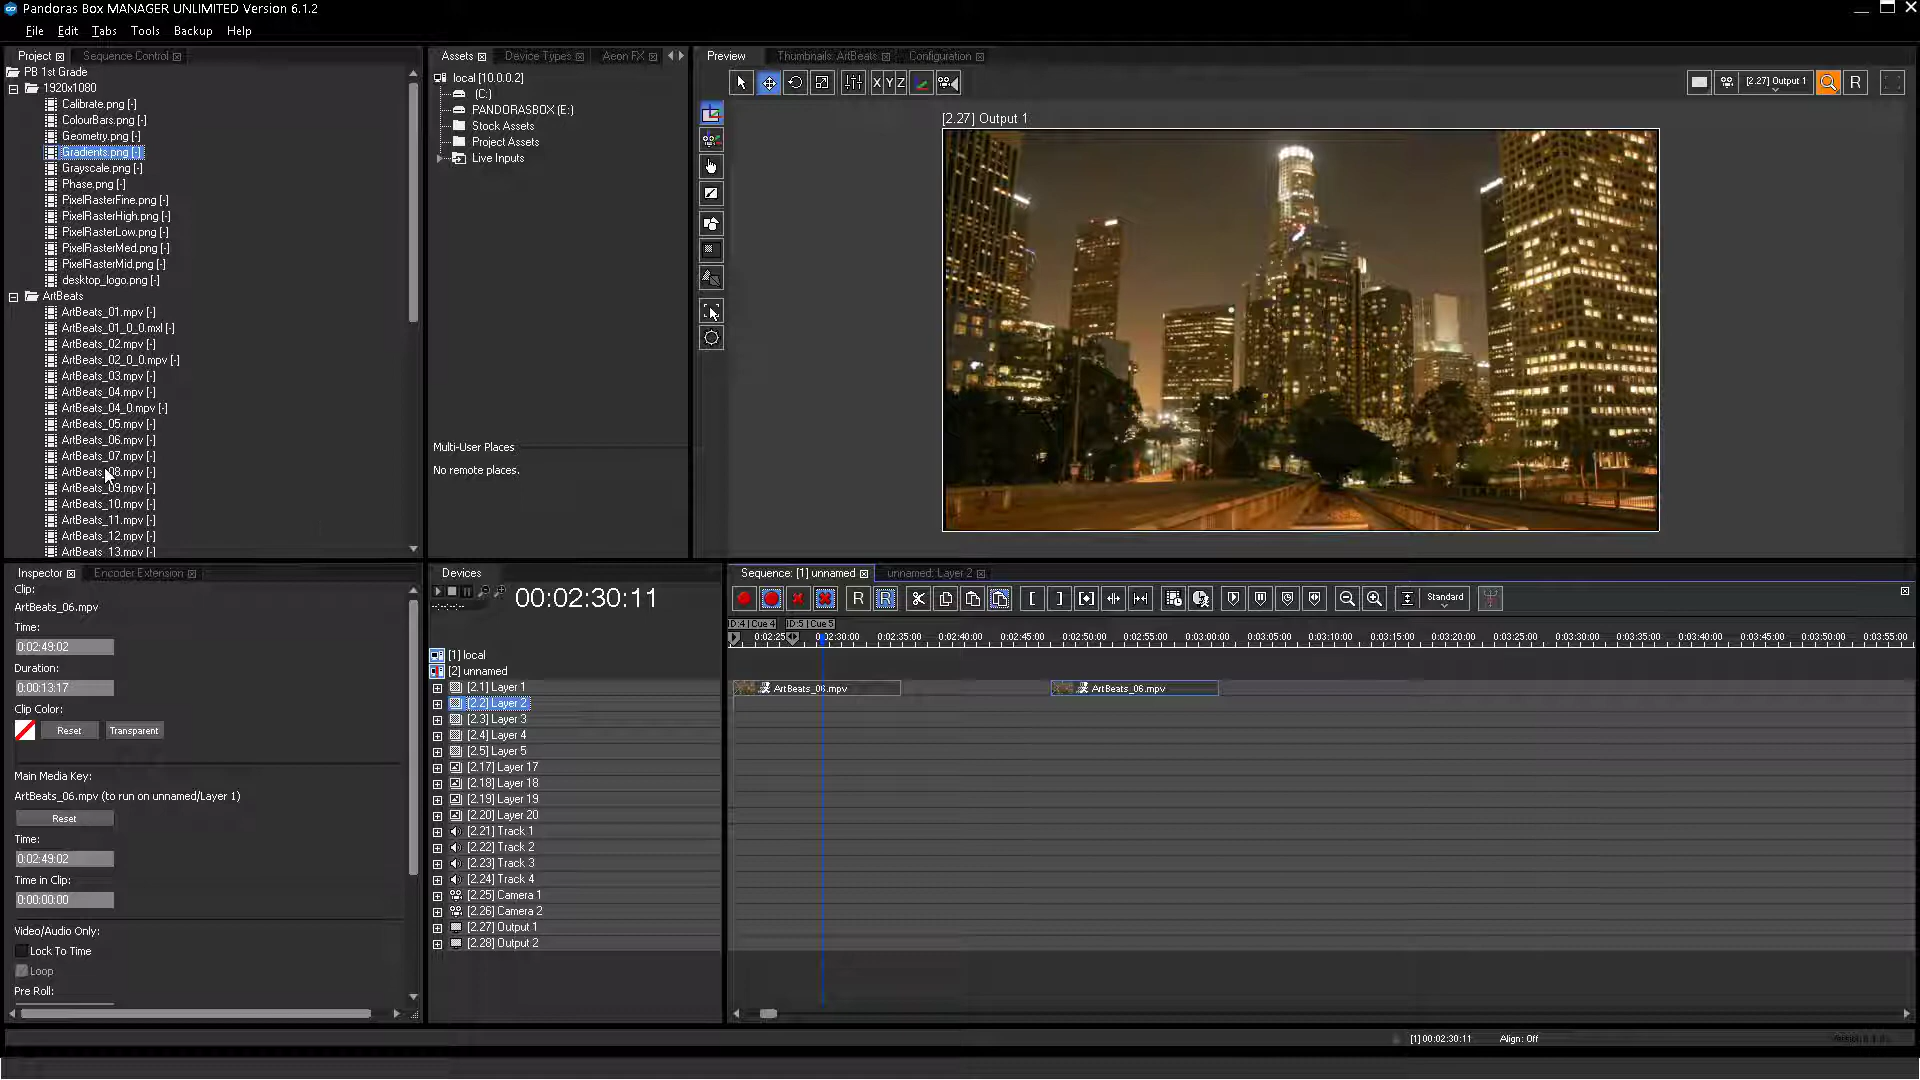 Pandoras Box MANAGER UNLIMITED Version 6.1.2
File Edit Tabs Tools Backup Help
Project Sequence Control
PB 1st Grade
1920x1080
Calibrate.png [-]
ColourBars.png [-]
Geometry.png [-]
Gradients.png [-]
Grayscale.png [-]
Phase.png [-]
PixelRasterFine.png [-]
PixelRasterHigh.png [-]
PixelRasterLow.png [-]
PixelRasterMed.png [-]
PixelRasterMid.png [-]
desktop_logo.png [-]
ArtBeats
ArtBeats_01.mpv [-]
ArtBeats_01_0_0.mxl [-]
ArtBeats_02.mpv [-]
ArtBeats_02_0_0.mpv [-]
ArtBeats_03.mpv [-]
ArtBeats_04.mpv [-]
ArtBeats_04_0.mpv [-]
ArtBeats_05.mpv [-]
ArtBeats_06.mpv [-]
ArtBeats_07.mpv [-]
ArtBeats_08.mpv [-]
ArtBeats_09.mpv [-]
ArtBeats_10.mpv [-]
ArtBeats_11.mpv [-]
ArtBeats_12.mpv [-]
ArtBeats_13.mpv [-]
Assets Device Types Aeon FX
local [10.0.0.2]
(C:)
PANDORASBOX (E:)
Stock Assets
Project Assets
Live Inputs
Multi-User Places
No remote places.
Preview Thumbnails: ArtBeats Configuration
X Y Z
[2.27] Output 1
R
[2.27] Output 1
Inspector Encoder Extension
Clip:
ArtBeats_06.mpv
Time:
0:02:49:02
Duration:
0:00:13:17
Clip Color:
Reset Transparent
Main Media Key:
ArtBeats_06.mpv (to run on unnamed/Layer 1)
Reset
Time:
0:02:49:02
Time in Clip:
0:00:00:00
Video/Audio Only:
Lock To Time
Loop
Pre Roll:
Devices
--:--:--:--
00:02:30:11
[1] local
[2] unnamed
[2.1] Layer 1
[2.2] Layer 2
[2.3] Layer 3
[2.4] Layer 4
[2.5] Layer 5
[2.17] Layer 17
[2.18] Layer 18
[2.19] Layer 19
[2.20] Layer 20
[2.21] Track 1
[2.22] Track 2
[2.23] Track 3
[2.24] Track 4
[2.25] Camera 1
[2.26] Camera 2
[2.27] Output 1
[2.28] Output 2
Sequence: [1] unnamed unnamed: Layer 2
R R Standard
ID:4 | Cue 4 ID:5 | Cue 5
0:02:25 0:02:30:00 0:02:35:00 0:02:40:00 0:02:45:00 0:02:50:00 0:02:55:00 0:03:00:00 0:03:05:00 0:03:10:00 0:03:15:00 0:03:20:00 0:03:25:00 0:03:30:00 0:03:35:00 0:03:40:00 0:03:45:00 0:03:50:00 0:03:55:00
ArtBeats_06.mpv ArtBeats_06.mpv
[1] 00:02:30:11 Align: Off